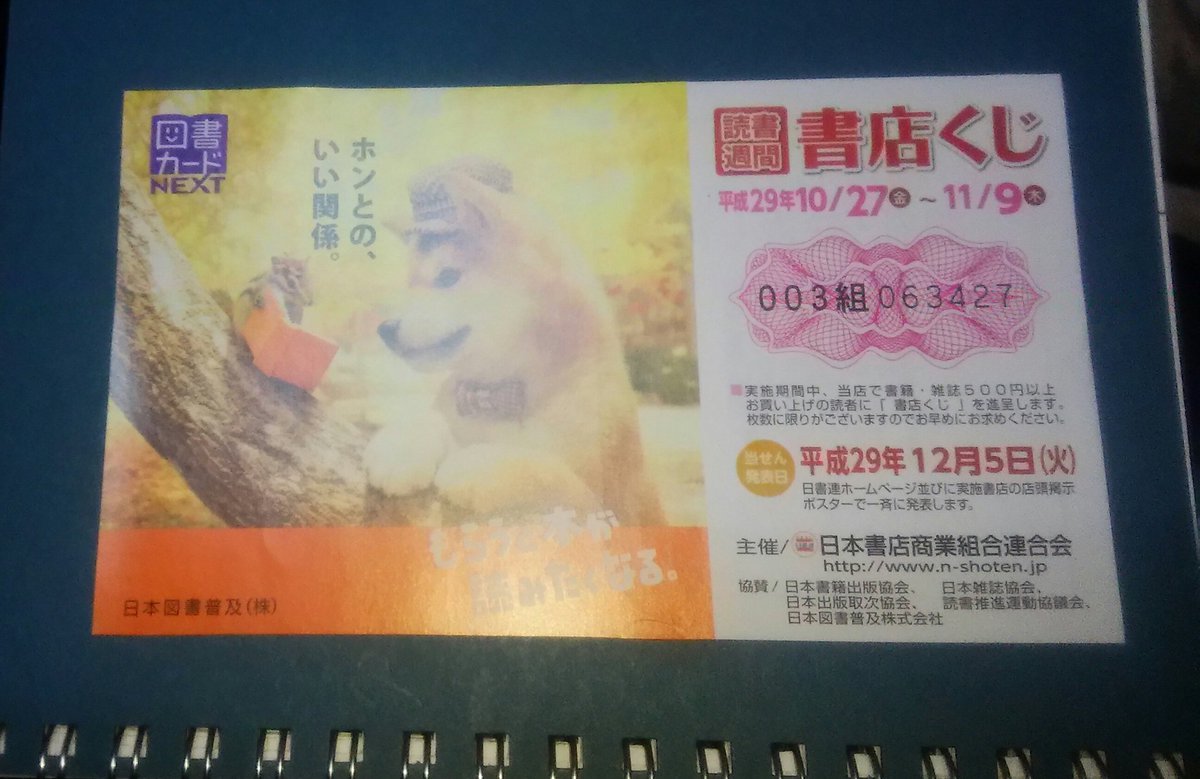 図書
カード
NEXT
ホンとの、
いい関係。
もらうと本が
読みたくなる。
日本図書普及(株)
読書
週間
書店くじ
平成29年10/27金～11/9木
003組063427
■実施期間中、当店で書籍・雑誌500円以上
お買い上げの読者に「書店くじ」を進呈します。
枚数に限りがございますのでお早めにお求めください。
当せん
発表日
平成29年12月5日(火)
日書連ホームページ並びに実施書店の店頭掲示
ポスターで一斉に発表します。
主催/日本書店商業組合連合会
http://www.n-shoten.jp
協賛/日本書籍出版協会、日本雑誌協会、
日本出版取次協会、読書推進運動協議会、
日本図書普及株式会社